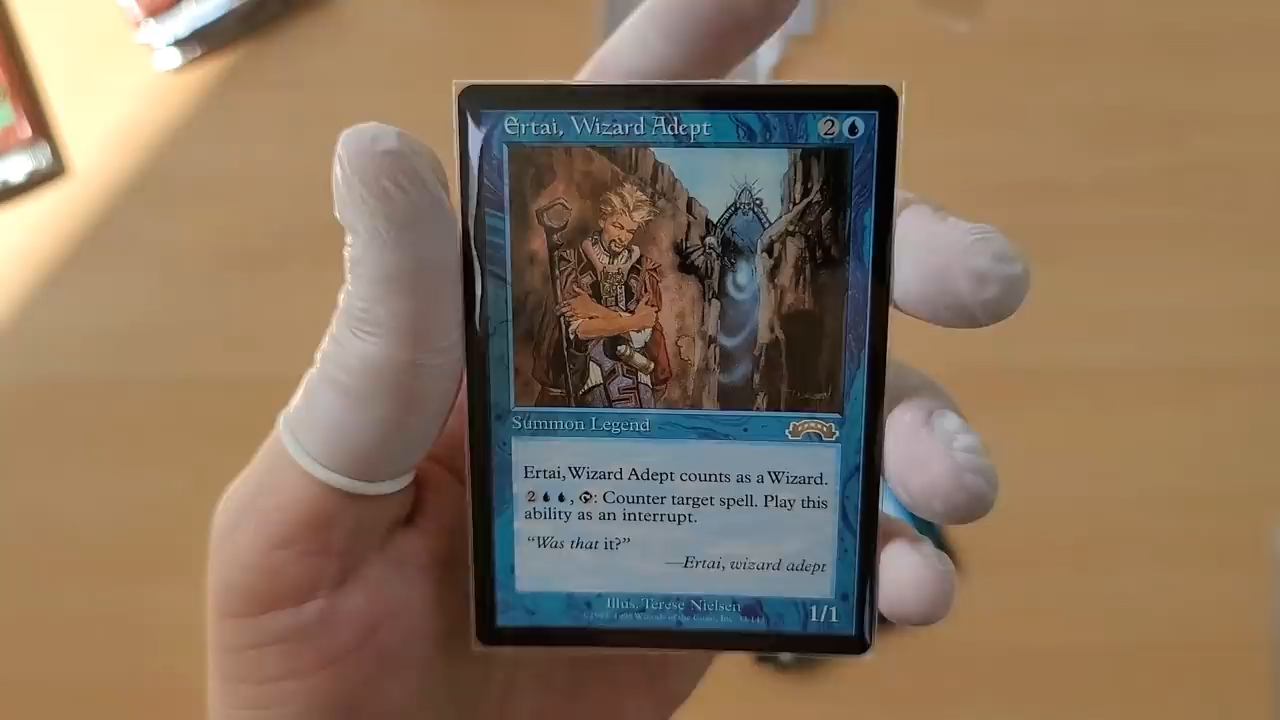 Ertai, Wizard Adept 2
Summon Legend
Ertai, Wizard Adept counts as a Wizard.
2 , : Counter target spell. Play this
ability as an interrupt.
“Was that it?”
—Ertai, wizard adept
Illus. Terese Nielsen
1/1